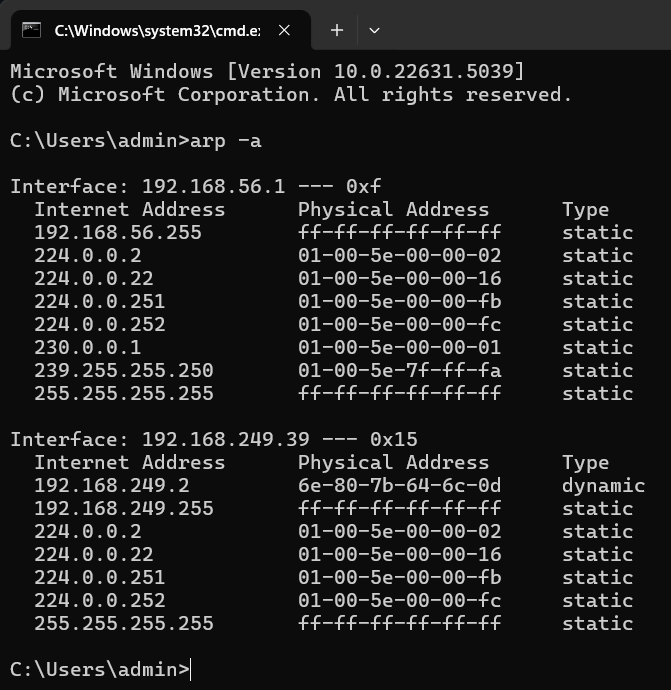 C:\Windows\system32\cmd.e
Microsoft Windows [Version 10.0.22631.5039]
(c) Microsoft Corporation. All rights reserved.
C:\Users\admin>arp -a
Interface: 192.168.56.1 --- 0xf
Internet Address Physical Address Type
192.168.56.255 ff-ff-ff-ff-ff-ff static
224.0.0.2 01-00-5e-00-00-02 static
224.0.0.22 01-00-5e-00-00-16 static
224.0.0.251 01-00-5e-00-00-fb static
224.0.0.252 01-00-5e-00-00-fc static
230.0.0.1 01-00-5e-00-00-01 static
239.255.255.250 01-00-5e-7f-ff-fa static
255.255.255.255 ff-ff-ff-ff-ff-ff static
Interface: 192.168.249.39 --- 0x15
Internet Address Physical Address Type
192.168.249.2 6e-80-7b-64-6c-0d dynamic
192.168.249.255 ff-ff-ff-ff-ff-ff static
224.0.0.2 01-00-5e-00-00-02 static
224.0.0.22 01-00-5e-00-00-16 static
224.0.0.251 01-00-5e-00-00-fb static
224.0.0.252 01-00-5e-00-00-fc static
255.255.255.255 ff-ff-ff-ff-ff-ff static
C:\Users\admin>